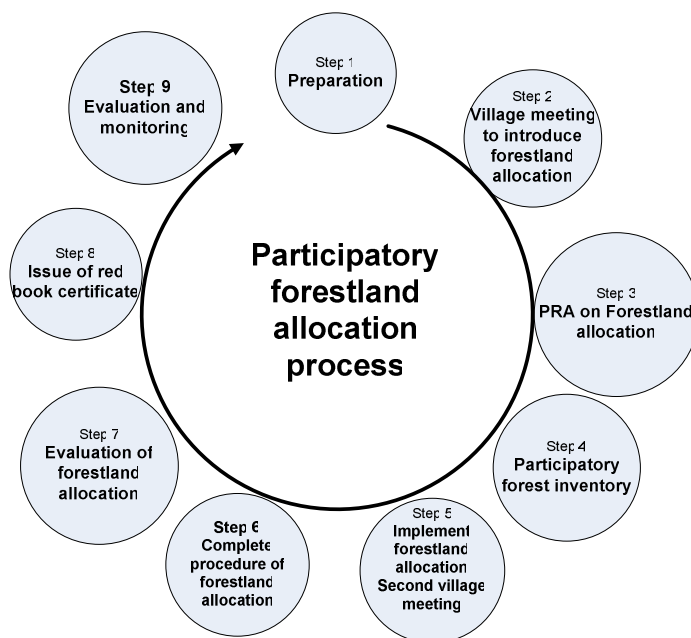 Step 1
Preparation
Step 2
Village meeting
to introduce
forestland
allocation
Step 3
PRA on Forestland
allocation
Step 4
Participatory
forest inventory
Step 5
Implement
forestland
allocation
Second village
meeting
Step 6
Complete
procedure of
forestland
allocation
Step 7
Evaluation of
forestland
allocation
Step 8
Issue of red
book certificate
Step 9
Evaluation and
monitoring
Participatory
forestland
allocation
process